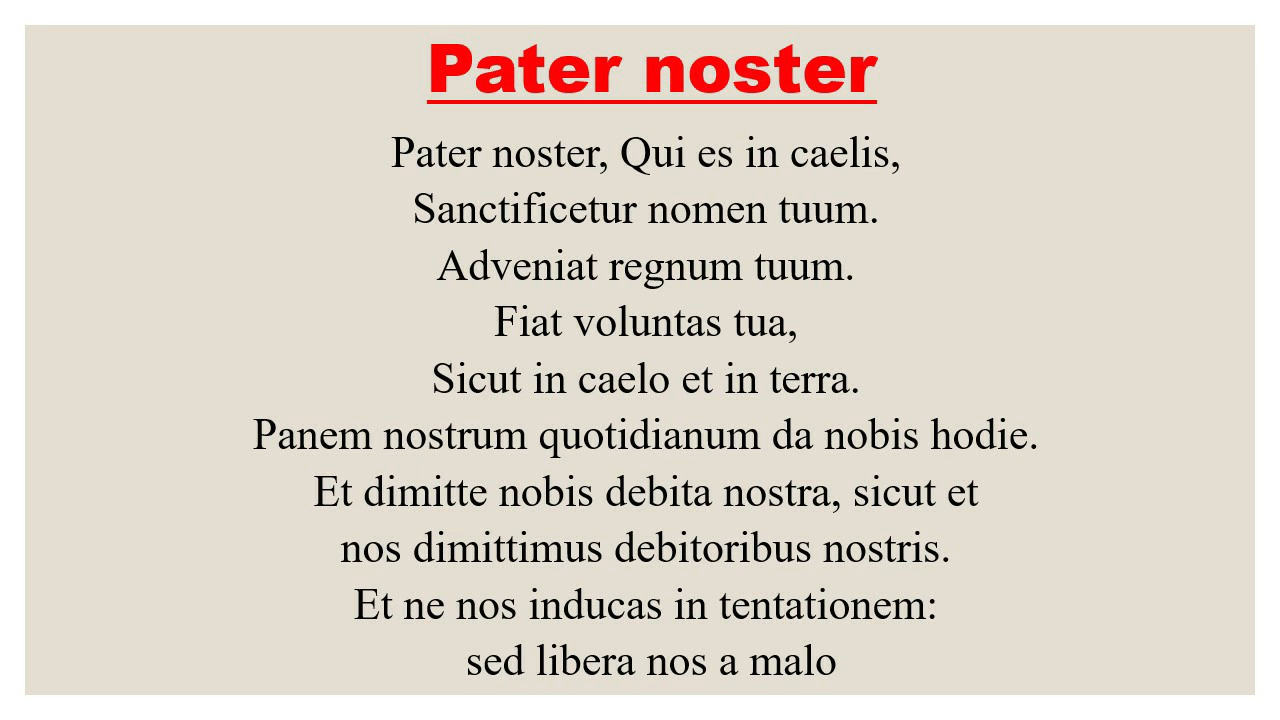 Pater noster
Pater noster, Qui es in caelis,
Sanctificetur nomen tuum.
Adveniat regnum tuum.
Fiat voluntas tua,
Sicut in caelo et in terra.
Panem nostrum quotidianum da nobis hodie.
Et dimitte nobis debita nostra, sicut et
nos dimittimus debitoribus nostris.
Et ne nos inducas in tentationem:
sed libera nos a malo